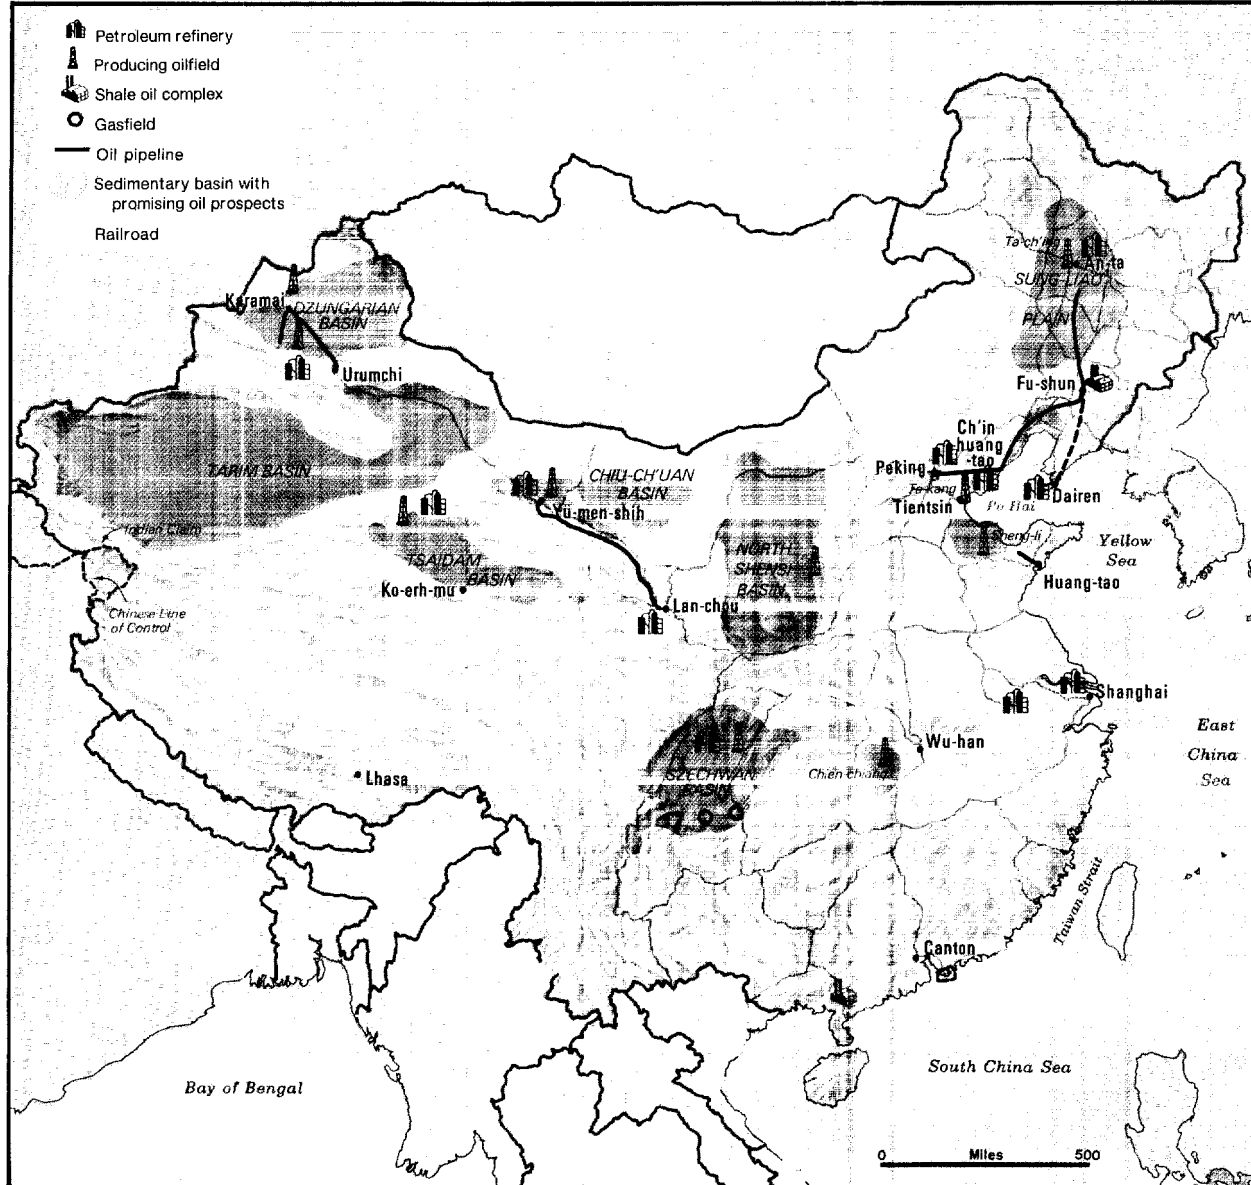 Petroleum refinery
Producing oilfield
Shale oil complex
Gasfield
Oil pipeline
Sedimentary basin with
promising oil prospects
Railroad
Ta-ch'ing
An-ta
SUNG-LIAO
PLAIN
Karamai
DZUNGARIAN
BASIN
Urumchi
Fu-shun
Ch'in
huang
-tao
Peking
TARIM BASIN
CHIU-CH'UAN
BASIN
Yü-men-shih
Ta-kang
Tientsin
Po Hai
Dairen
Indian Claim
Sheng-li
Yellow
Sea
TSAIDAM
BASIN
NORTH
SHENSI
BASIN
Huang-tao
Ko-erh-mu
Lan-chou
Chinese Line
of Control
Shanghai
East
China
Sea
Wu-han
Lhasa
SZECHWAN
BASIN
Taiwan Strait
Canton
South China Sea
Bay of Bengal
0 Miles 500